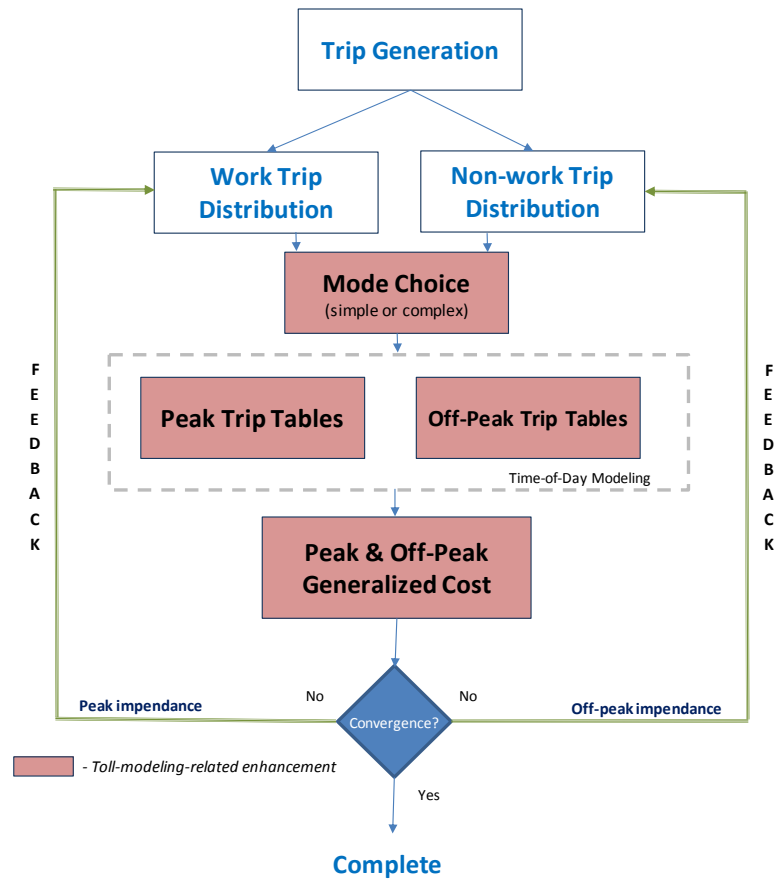 Trip Generation
Work Trip
Distribution
Non-work Trip
Distribution
Mode Choice
(simple or complex)
F
E
E
D
B
A
C
K
F
E
E
D
B
A
C
K
Peak Trip Tables
Off-Peak Trip Tables
Time-of-Day Modeling
Peak & Off-Peak
Generalized Cost
No
No
Peak impendance
Convergence?
Off-peak impendance
- Toll-modeling-related enhancement
Yes
Complete